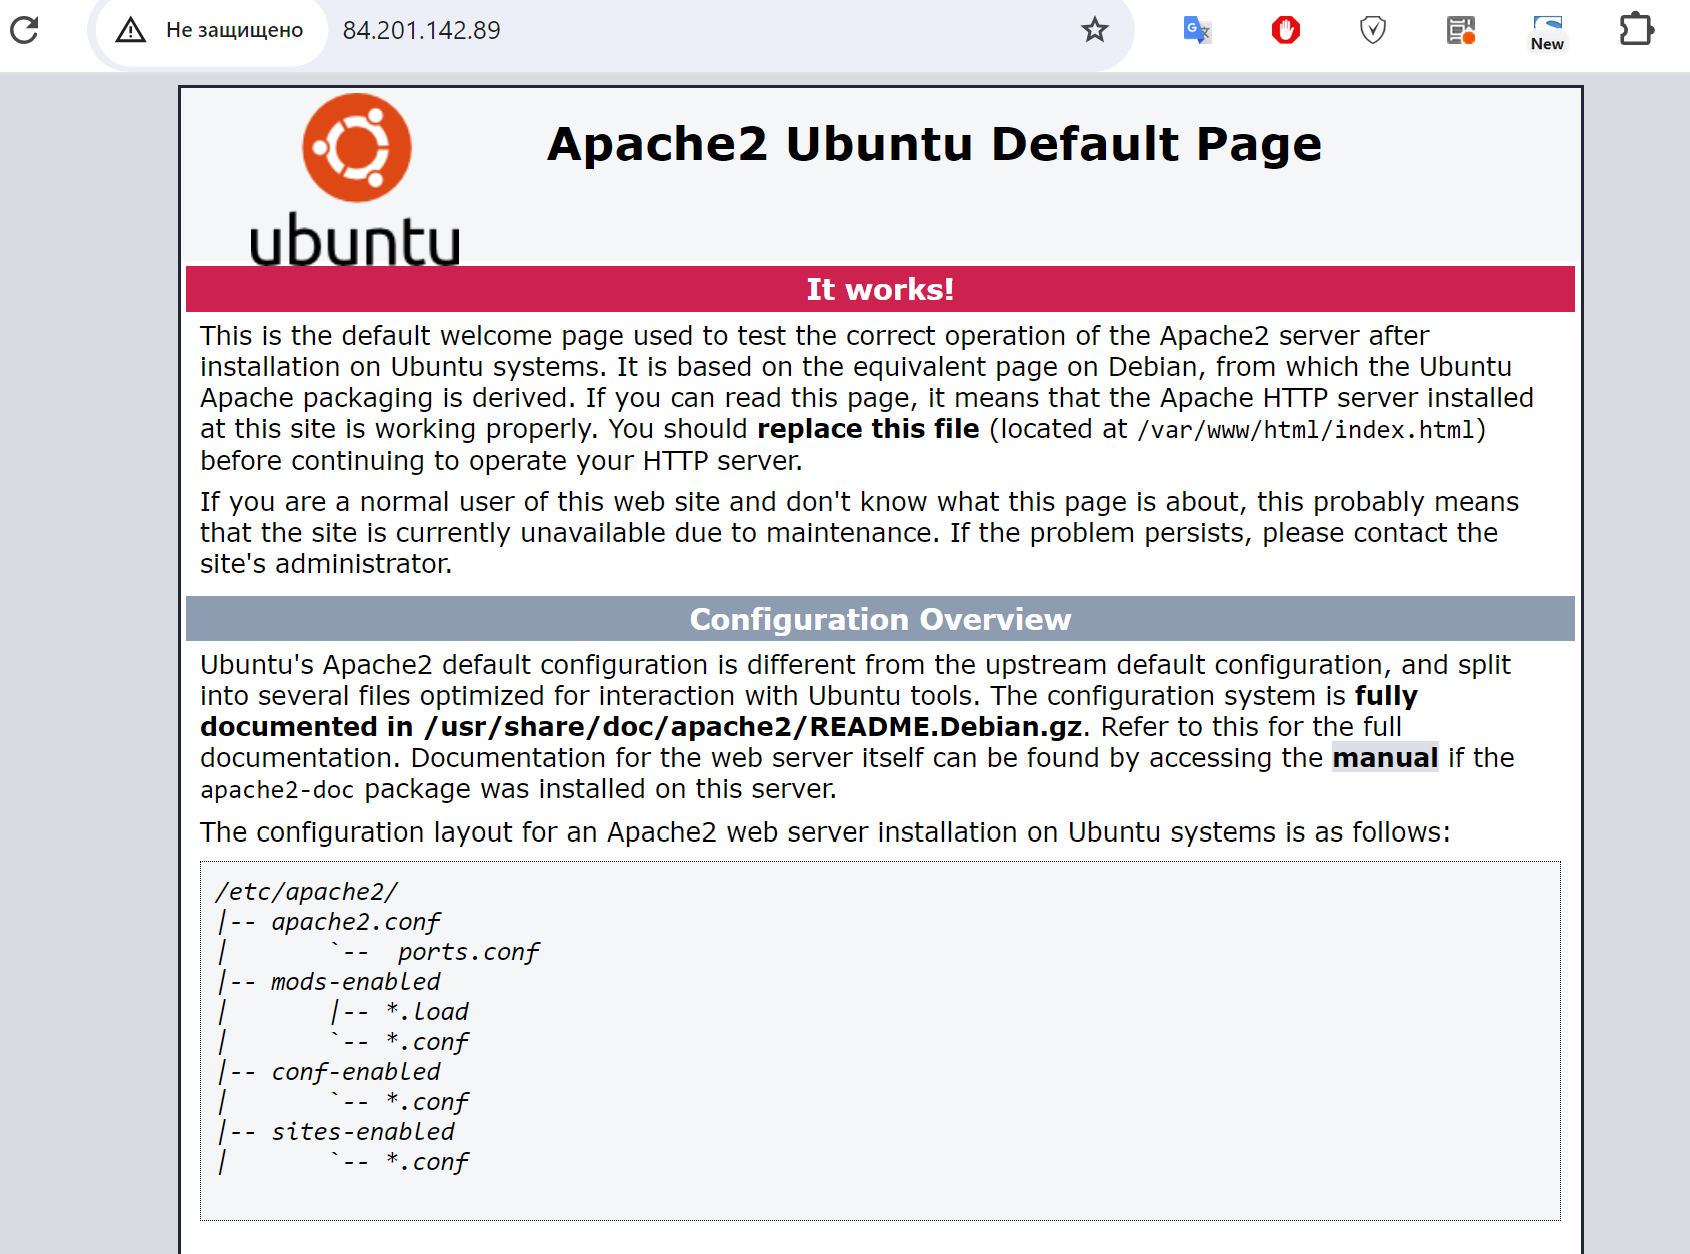 Не защищено 84.201.142.89
New
ubuntu
Apache2 Ubuntu Default Page
It works!
This is the default welcome page used to test the correct operation of the Apache2 server after
installation on Ubuntu systems. It is based on the equivalent page on Debian, from which the Ubuntu
Apache packaging is derived. If you can read this page, it means that the Apache HTTP server installed
at this site is working properly. You should replace this file (located at /var/www/html/index.html)
before continuing to operate your HTTP server.
If you are a normal user of this web site and don't know what this page is about, this probably means
that the site is currently unavailable due to maintenance. If the problem persists, please contact the
site's administrator.
Configuration Overview
Ubuntu's Apache2 default configuration is different from the upstream default configuration, and split
into several files optimized for interaction with Ubuntu tools. The configuration system is fully
documented in /usr/share/doc/apache2/README.Debian.gz. Refer to this for the full
documentation. Documentation for the web server itself can be found by accessing the manual if the
apache2-doc package was installed on this server.
The configuration layout for an Apache2 web server installation on Ubuntu systems is as follows:
/etc/apache2/
|-- apache2.conf
|       `--  ports.conf
|-- mods-enabled
|       |-- *.load
|       `-- *.conf
|-- conf-enabled
|       `-- *.conf
|-- sites-enabled
|       `-- *.conf